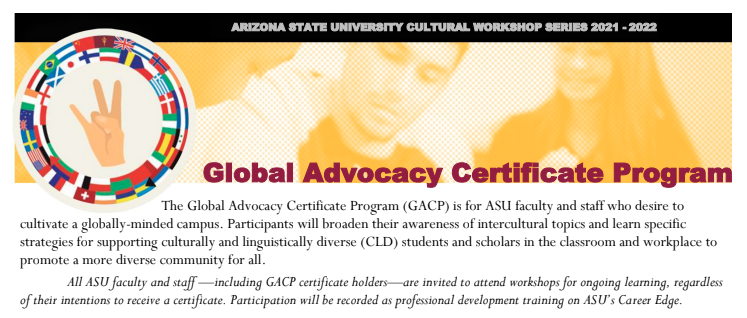 ARIZONA STATE UNIVERSITY CULTURAL WORKSHOP SERIES 2021 - 2022
Global Advocacy Certificate Program
The Global Advocacy Certificate Program (GACP) is for ASU faculty and staff who desire to
cultivate a globally-minded campus. Participants will broaden their awareness of intercultural topics and learn specific
strategies for supporting culturally and linguistically diverse (CLD) students and scholars in the classroom and workplace to
promote a more diverse community for all.
All ASU faculty and staff —including GACP certificate holders—are invited to attend workshops for ongoing learning, regardless
of their intentions to receive a certificate. Participation will be recorded as professional development training on ASU's Career Edge.